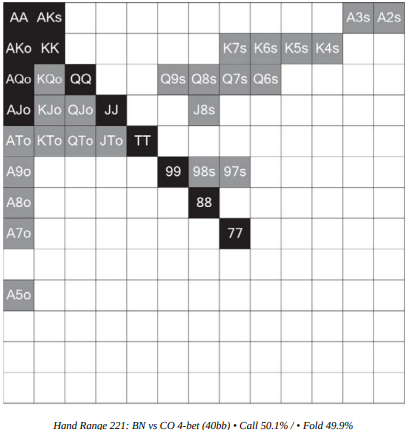 AA AKs A3s A2s
AKo KK K7s K6s K5s K4s
AQo KQo QQ Q9s Q8s Q7s Q6s
AJo KJo QJo JJ J8s
ATo KTo QTo JTo TT
A9o 99 98s 97s
A8o 88
A7o 77
A5o
Hand Range 221: BN vs CO 4-bet (40bb) • Call 50.1% / • Fold 49.9%